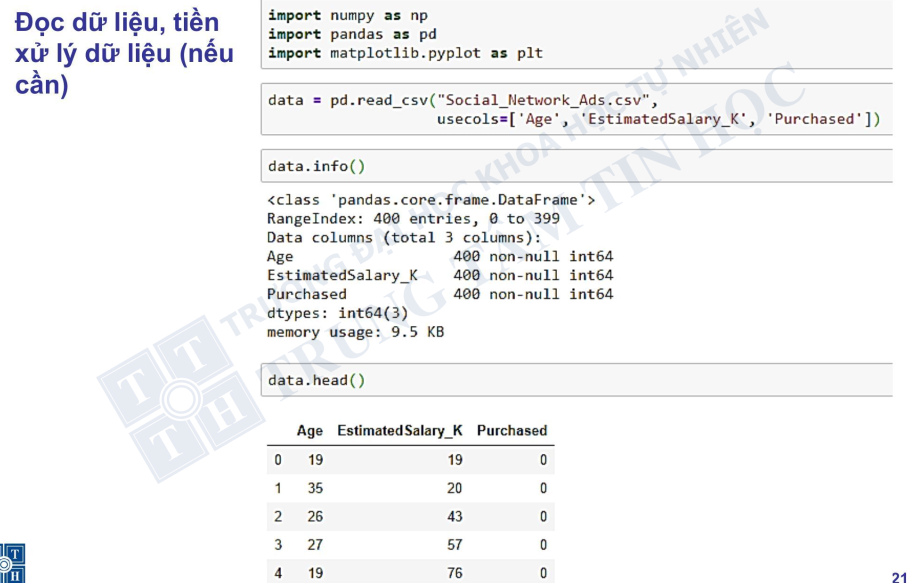 Đọc dữ liệu, tiền
xử lý dữ liệu (nếu
cần)
import numpy as np
import pandas as pd
import matplotlib.pyplot as plt
data = pd.read_csv("Social_Network_Ads.csv",
usecols=['Age', 'EstimatedSalary_K', 'Purchased'])
data.info()
<class 'pandas.core.frame.DataFrame'>
RangeIndex: 400 entries, 0 to 399
Data columns (total 3 columns):
Age 400 non-null int64
EstimatedSalary_K 400 non-null int64
Purchased 400 non-null int64
dtypes: int64(3)
memory usage: 9.5 KB
data.head()
Age EstimatedSalary_K Purchased
0 19 19 0
1 35 20 0
2 26 43 0
3 27 57 0
4 19 76 0
TRƯỜNG ĐẠI HỌC KHOA HỌC TỰ NHIÊN
TRUNG TÂM TIN HỌC
T T
T H
T
H
21